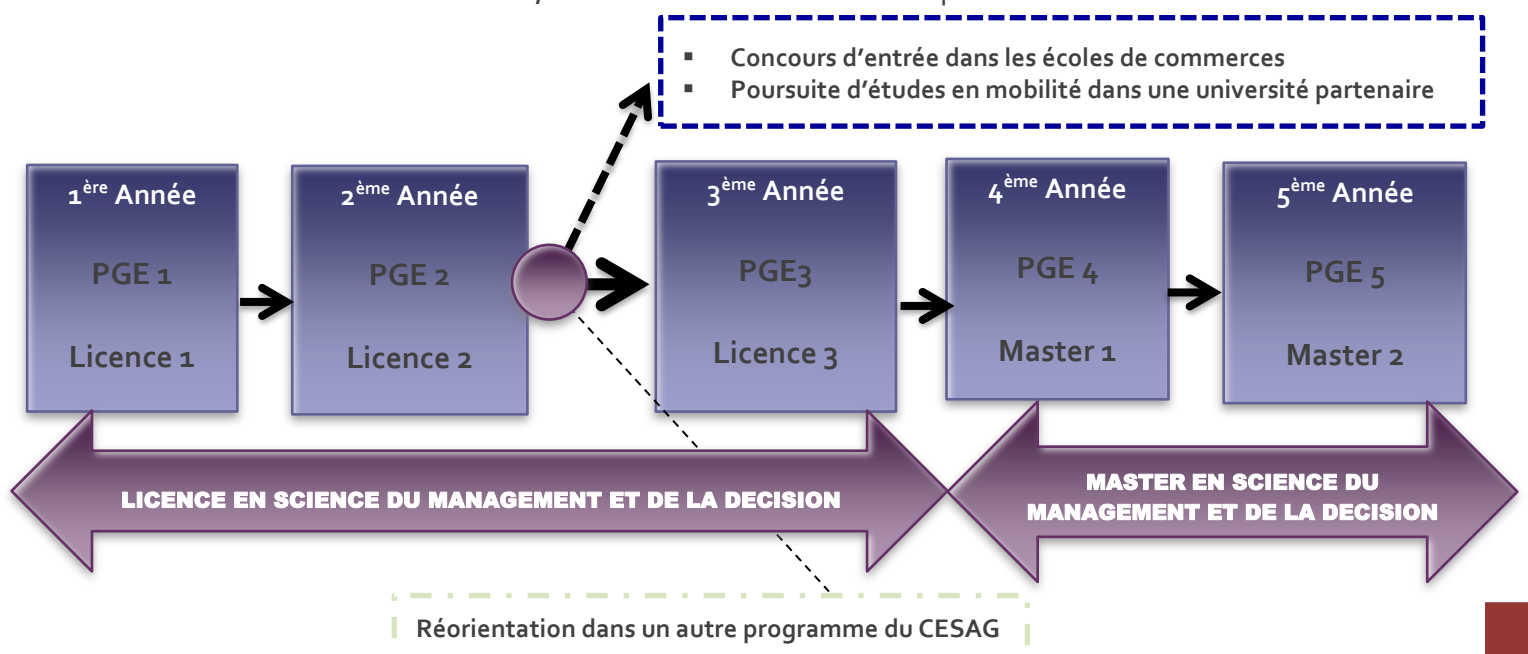 Concours d'entrée dans les écoles de commerces
Poursuite d'études en mobilité dans une université partenaire
1ère Année
PGE 1
Licence 1
2ème Année
PGE 2
Licence 2
3ème Année
PGE3
Licence 3
4ème Année
PGE 4
Master 1
5ème Année
PGE 5
Master 2
LICENCE EN SCIENCE DU MANAGEMENT ET DE LA DECISION
MASTER EN SCIENCE DU
MANAGEMENT ET DE LA DECISION
Réorientation dans un autre programme du CESAG